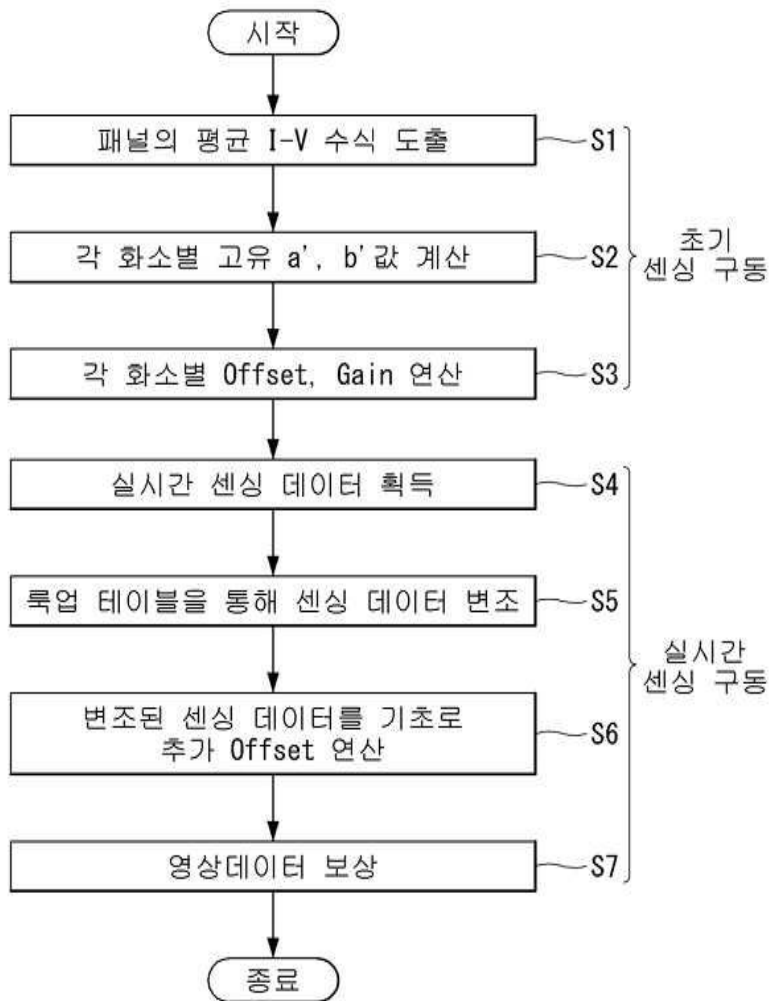 시작
패널의 평균 I-V 수식 도출
S1
각 화소별 고유 a', b'값 계산
S2
각 화소별 Offset, Gain 연산
S3
초기
센싱 구동
실시간 센싱 데이터 획득
S4
룩업 테이블을 통해 센싱 데이터 변조
S5
변조된 센싱 데이터를 기초로
추가 Offset 연산
S6
영상데이터 보상
S7
실시간
센싱 구동
종료